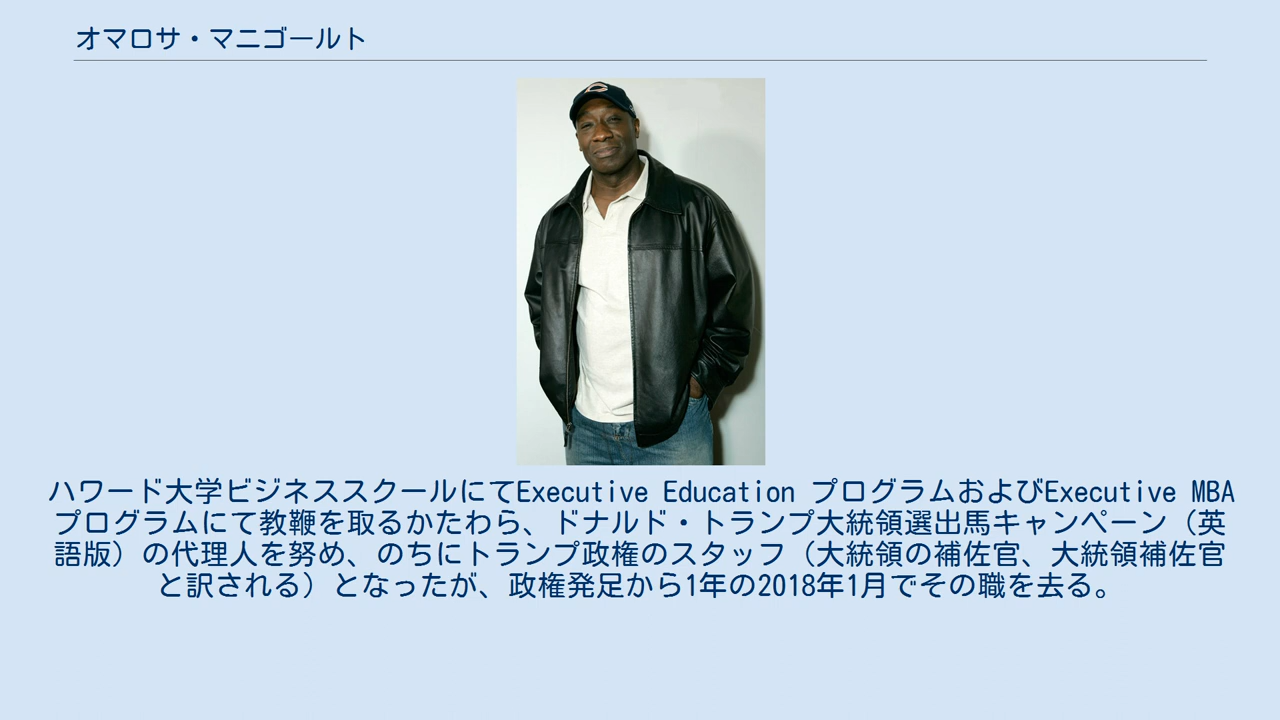 オマロサ・マニゴールト
ハワード大学ビジネススクールにてExecutive Education プログラムおよびExecutive MBA
プログラムにて教鞭を取るかたわら、ドナルド・トランプ大統領選出馬キャンペーン（英
語版）の代理人を努め、のちにトランプ政権のスタッフ（大統領の補佐官、大統領補佐官
と訳される）となったが、政権発足から1年の2018年1月でその職を去る。